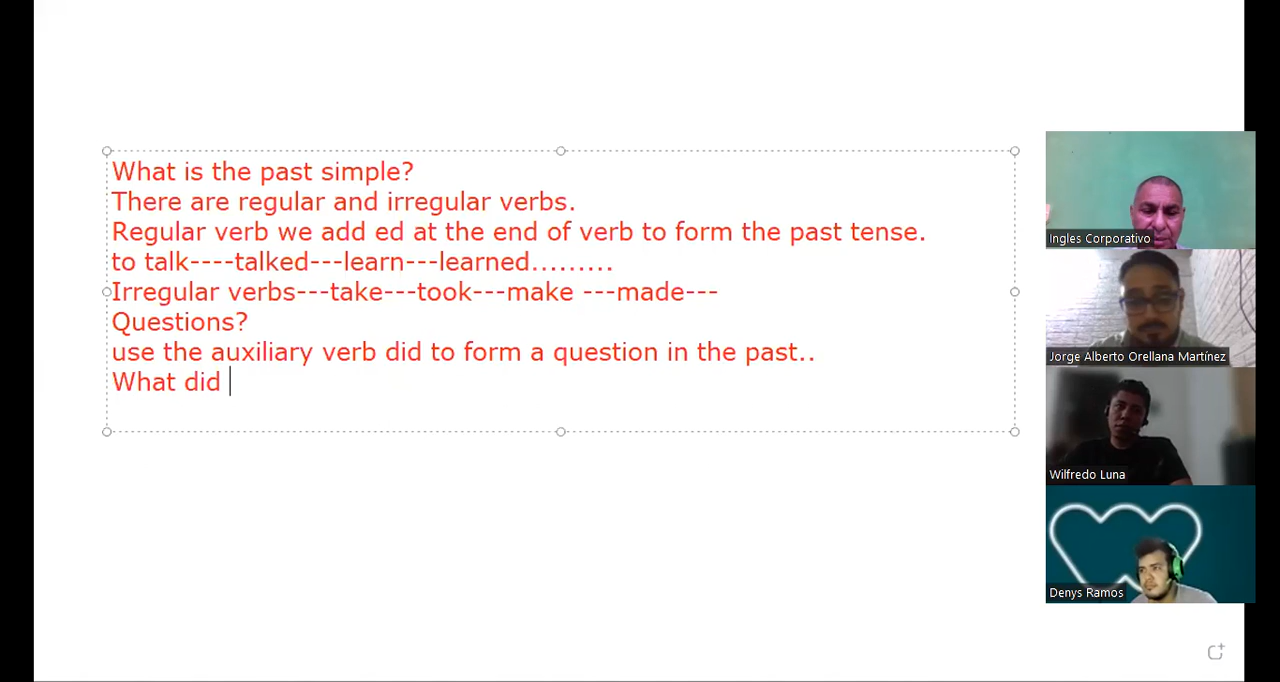 What is the past simple?
There are regular and irregular verbs.
Regular verb we add ed at the end of verb to form the past tense.
to talk----talked---learn---learned.........
Irregular verbs---take---took---make ---made---
Questions?
use the auxiliary verb did to form a question in the past..
What did
Ingles Corporativo
Jorge Alberto Orellana Martínez
Wilfredo Luna
Denys Ramos